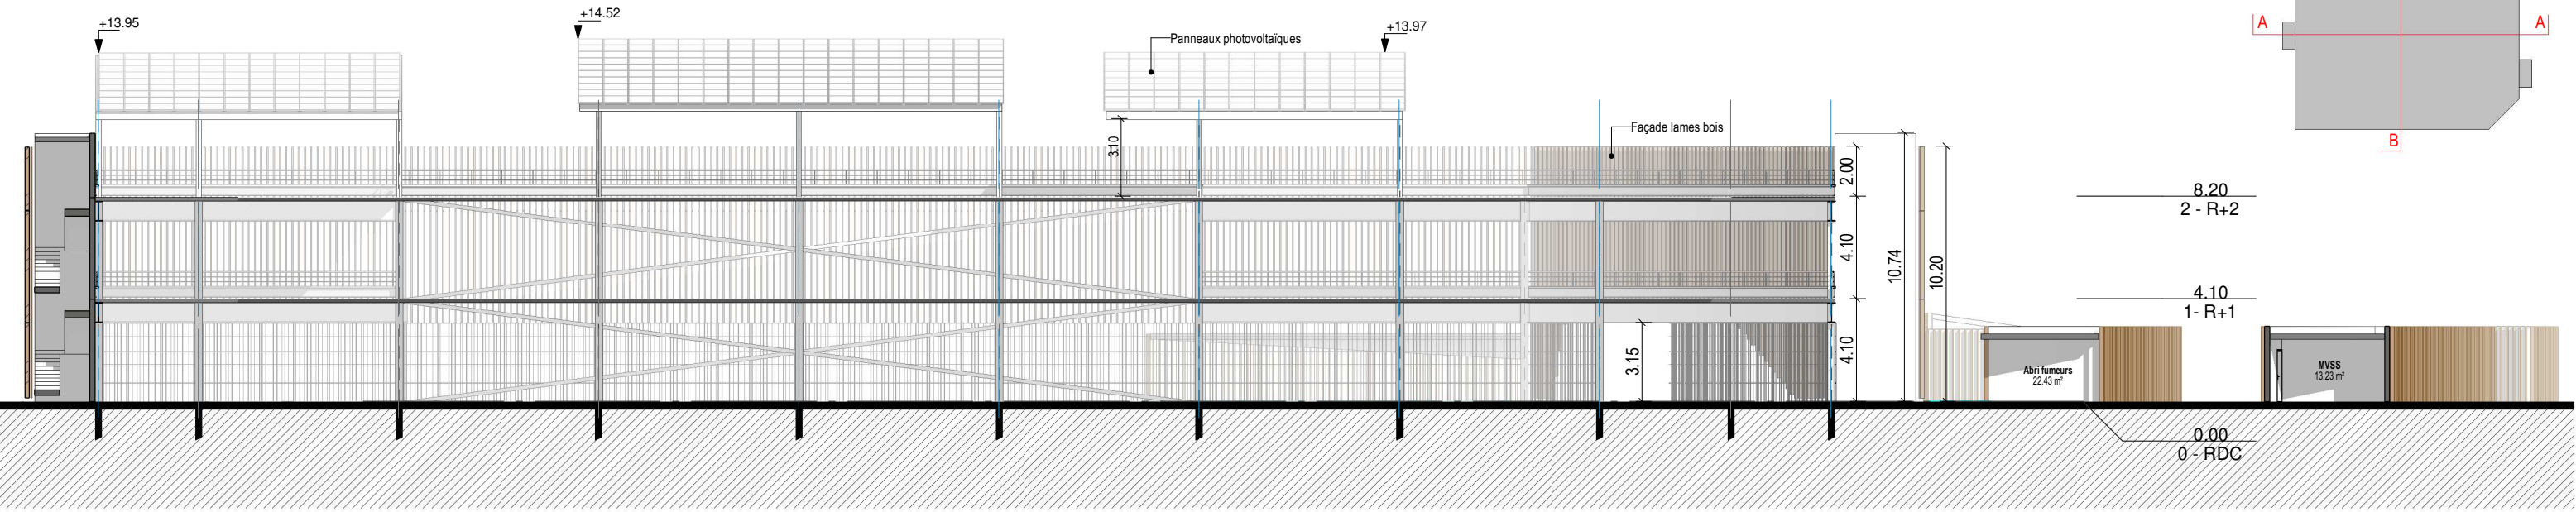 +13.95
+14.52
Panneaux photovoltaïques
+13.97
A
A
B
Façade lames bois
3.10
2.00
4.10
4.10
3.15
10.74
10.20
8.20
2 - R+2
4.10
1- R+1
Abri fumeurs
22.43 m²
MVSS
13.23 m²
0.00
0 - RDC